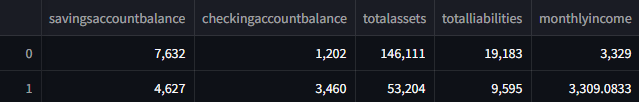 savingsaccountbalance checkingaccountbalance totalassets totalliabilities monthlyincome
0 7,632 1,202 146,111 19,183 3,329
1 4,627 3,460 53,204 9,595 3,309.0833